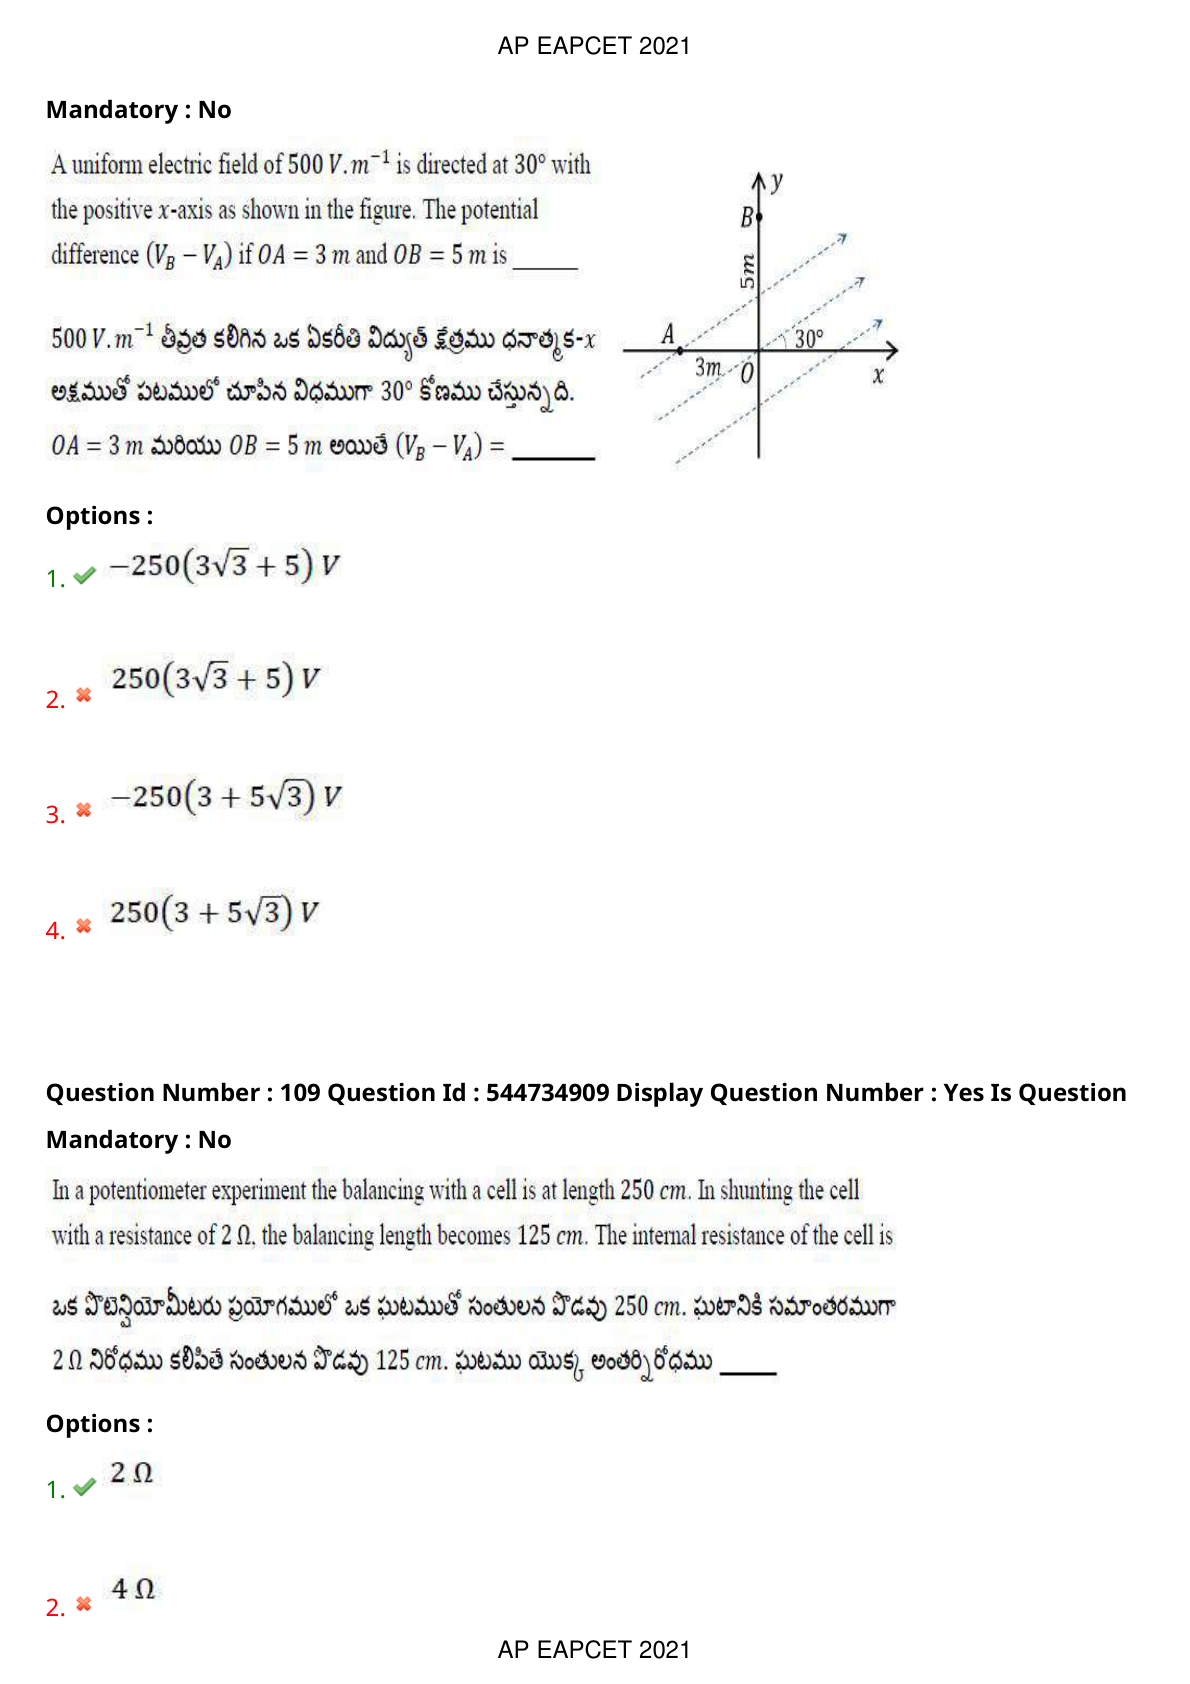 AP EAPCET 2021
Mandatory : No
A uniform electric field of 500 V.m⁻¹ is directed at 30° with
the positive x-axis as shown in the figure. The potential
difference (V_B − V_A) if OA = 3 m and OB = 5 m is ______
y
B
5m
A
30°
3m
O
x
500 V.m⁻¹ తీవ్రత కలిగిన ఒక ఏకరీతి విద్యుత్ క్షేత్రము ధనాత్మక-x
అక్షముతో పటములో చూపిన విధముగా 30° కోణము చేస్తున్నది.
OA = 3 m మరియు OB = 5 m అయితే (V_B − V_A) = ______
Options :
1. −250(3√3 + 5) V
2. 250(3√3 + 5) V
3. −250(3 + 5√3) V
4. 250(3 + 5√3) V
Question Number : 109 Question Id : 544734909 Display Question Number : Yes Is Question
Mandatory : No
In a potentiometer experiment the balancing with a cell is at length 250 cm. In shunting the cell
with a resistance of 2 Ω, the balancing length becomes 125 cm. The internal resistance of the cell is
ఒక పొటెన్షియోమీటరు ప్రయోగములో ఒక ఘటముతో సంతులన పొడవు 250 cm. ఘటానికి సమాంతరముగా
2 Ω నిరోధము కలిపితే సంతులన పొడవు 125 cm. ఘటము యొక్క అంతర్నిరోధము ______
Options :
1. 2 Ω
2. 4 Ω
AP EAPCET 2021